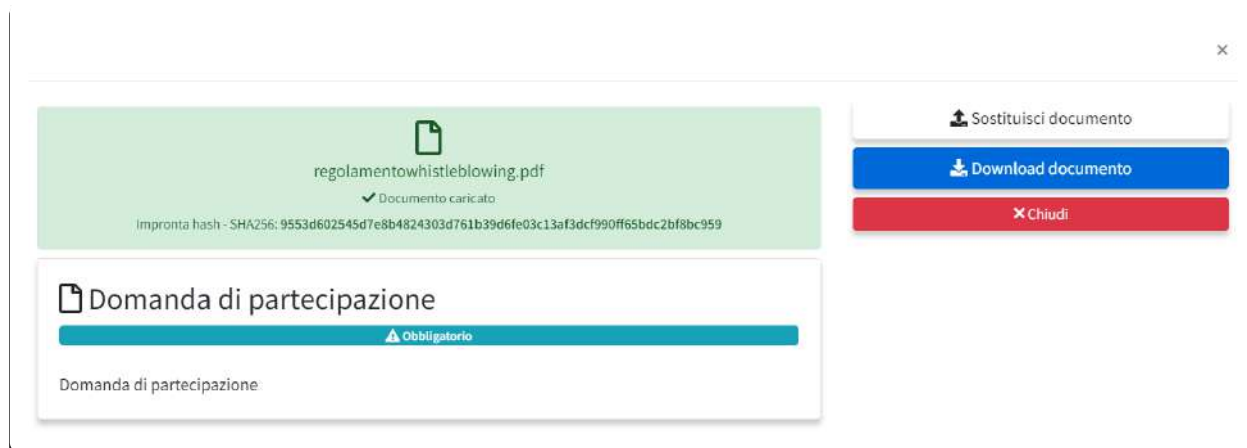 ×
regolamentowhistleblowing.pdf
Documento caricato
Impronta hash - SHA256: 9553d602545d7e8b4824303d761b39d6fe03c13af3dcf990ff65bdc2bf8bc959
Domanda di partecipazione
Obbligatorio
Domanda di partecipazione
Sostituisci documento
Download documento
Chiudi